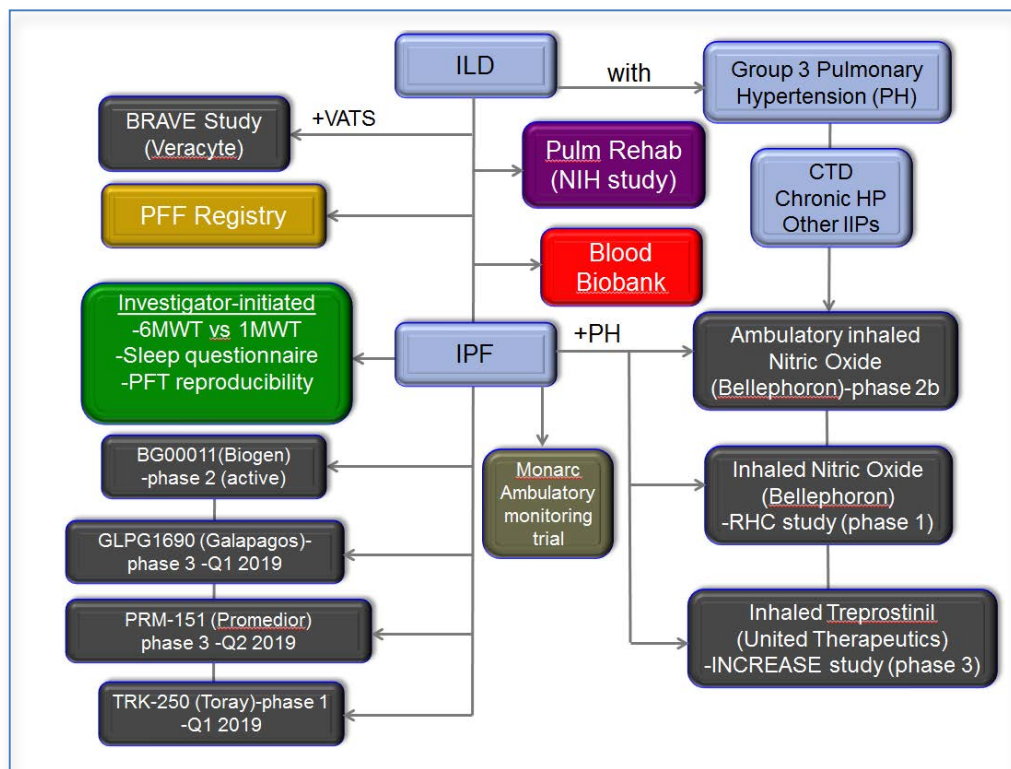 ILD
with
Group 3 Pulmonary
Hypertension (PH)
BRAVE Study
(Veracyte)
+VATS
Pulm Rehab
(NIH study)
CTD
Chronic HP
Other IIPs
PFF Registry
Blood
Biobank
Investigator-initiated
-6MWT vs 1MWT
-Sleep questionnaire
-PFT reproducibility
IPF
+PH
Ambulatory inhaled
Nitric Oxide
(Bellephoron)-phase 2b
BG00011(Biogen)
-phase 2 (active)
Monarc
Ambulatory
monitoring
trial
Inhaled Nitric Oxide
(Bellephoron)
-RHC study (phase 1)
GLPG1690 (Galapagos)-
phase 3 -Q1 2019
PRM-151 (Promedior)
phase 3 -Q2 2019
Inhaled Treprostinil
(United Therapeutics)
-INCREASE study (phase 3)
TRK-250 (Toray)-phase 1
-Q1 2019